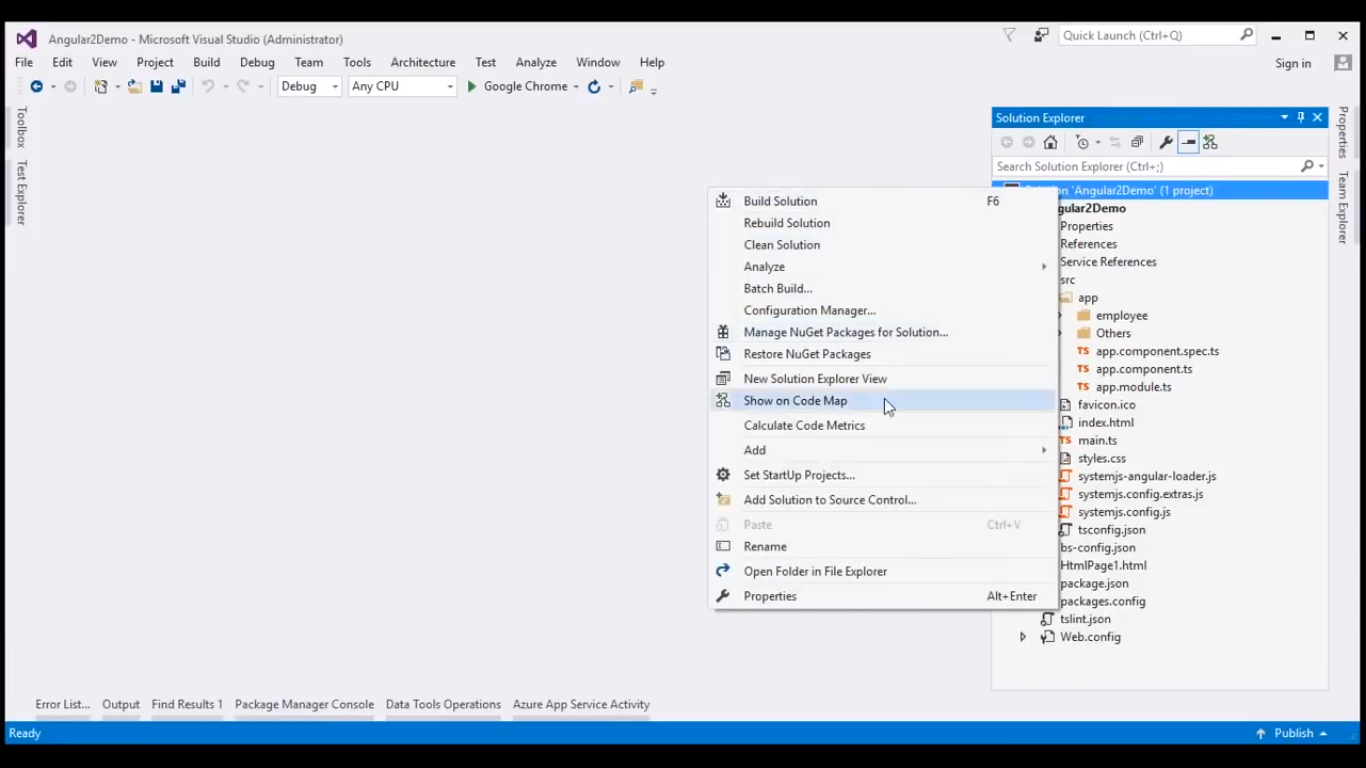 Angular2Demo - Microsoft Visual Studio (Administrator)
Quick Launch (Ctrl+Q)
File Edit View Project Build Debug Team Tools Architecture Test Analyze Window Help
Sign in
Debug Any CPU Google Chrome
Toolbox
Test Explorer
Build Solution F6
Rebuild Solution
Clean Solution
Analyze
Batch Build...
Configuration Manager...
Manage NuGet Packages for Solution...
Restore NuGet Packages
New Solution Explorer View
Show on Code Map
Calculate Code Metrics
Add
Set StartUp Projects...
Add Solution to Source Control...
Paste Ctrl+V
Rename
Open Folder in File Explorer
Properties Alt+Enter
Solution Explorer
Search Solution Explorer (Ctrl+;)
'Angular2Demo' (1 project)
gular2Demo
Properties
References
Service References
src
app
employee
Others
TS app.component.spec.ts
TS app.component.ts
TS app.module.ts
favicon.ico
index.html
main.ts
styles.css
systemjs-angular-loader.js
systemjs.config.extras.js
systemjs.config.js
tsconfig.json
bs-config.json
HtmlPage1.html
package.json
packages.config
tslint.json
Web.config
Properties
Team Explorer
Error List... Output Find Results 1 Package Manager Console Data Tools Operations Azure App Service Activity
Ready
Publish